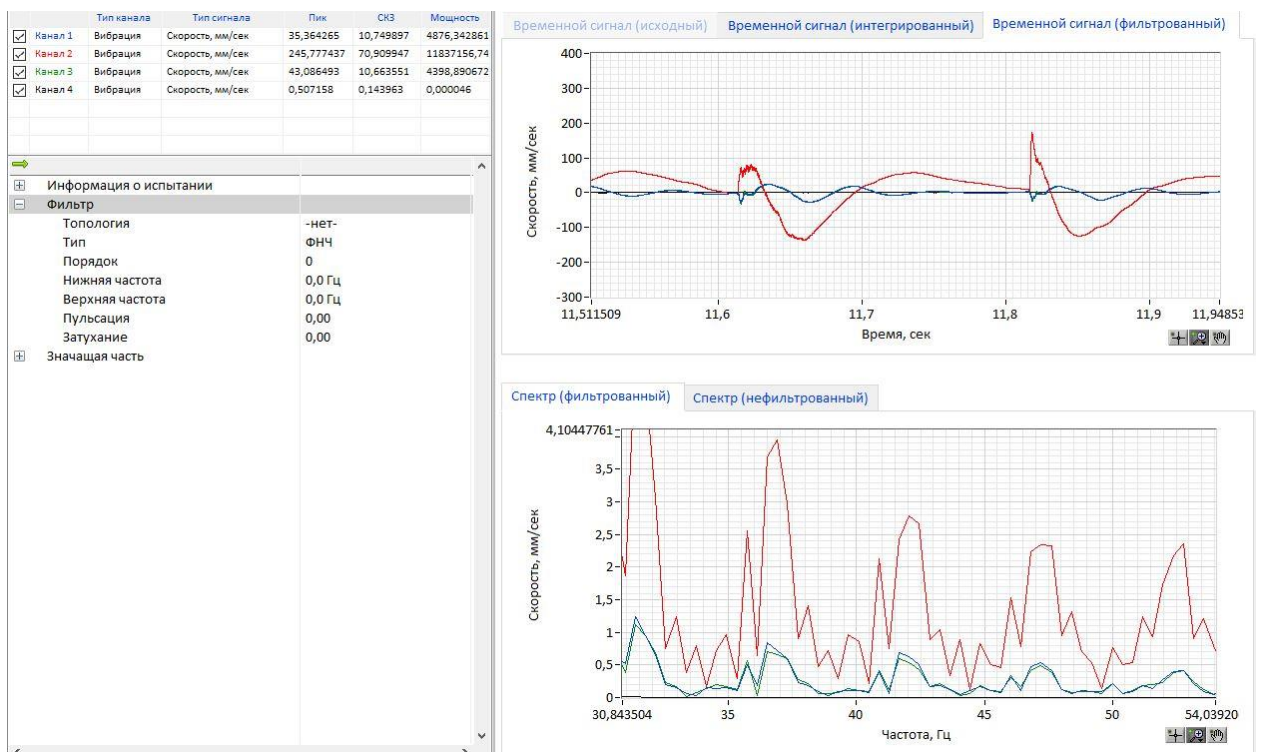 Тип канала Тип сигнала Пик СКЗ Мощность
Канал 1 Вибрация Скорость, мм/сек 35,364265 10,749897 4876,342861
Канал 2 Вибрация Скорость, мм/сек 245,777437 70,909947 11837156,74
Канал 3 Вибрация Скорость, мм/сек 43,086493 10,663551 4398,890672
Канал 4 Вибрация Скорость, мм/сек 0,507158 0,143963 0,000046
Информация о испытании
Фильтр
Топология -нет-
Тип ФНЧ
Порядок 0
Нижняя частота 0,0 Гц
Верхняя частота 0,0 Гц
Пульсация 0,00
Затухание 0,00
Значащая часть
Временной сигнал (исходный) Временной сигнал (интегрированный) Временной сигнал (фильтрованный)
Скорость, мм/сек
400
300
200
100
0
-100
-200
-300
11,511509 11,6 11,7 11,8 11,9 11,94853
Время, сек
Спектр (фильтрованный) Спектр (нефильтрованный)
Скорость, мм/сек
4,10447761
3,5
3
2,5
2
1,5
1
0,5
0
30,843504 35 40 45 50 54,03920
Частота, Гц